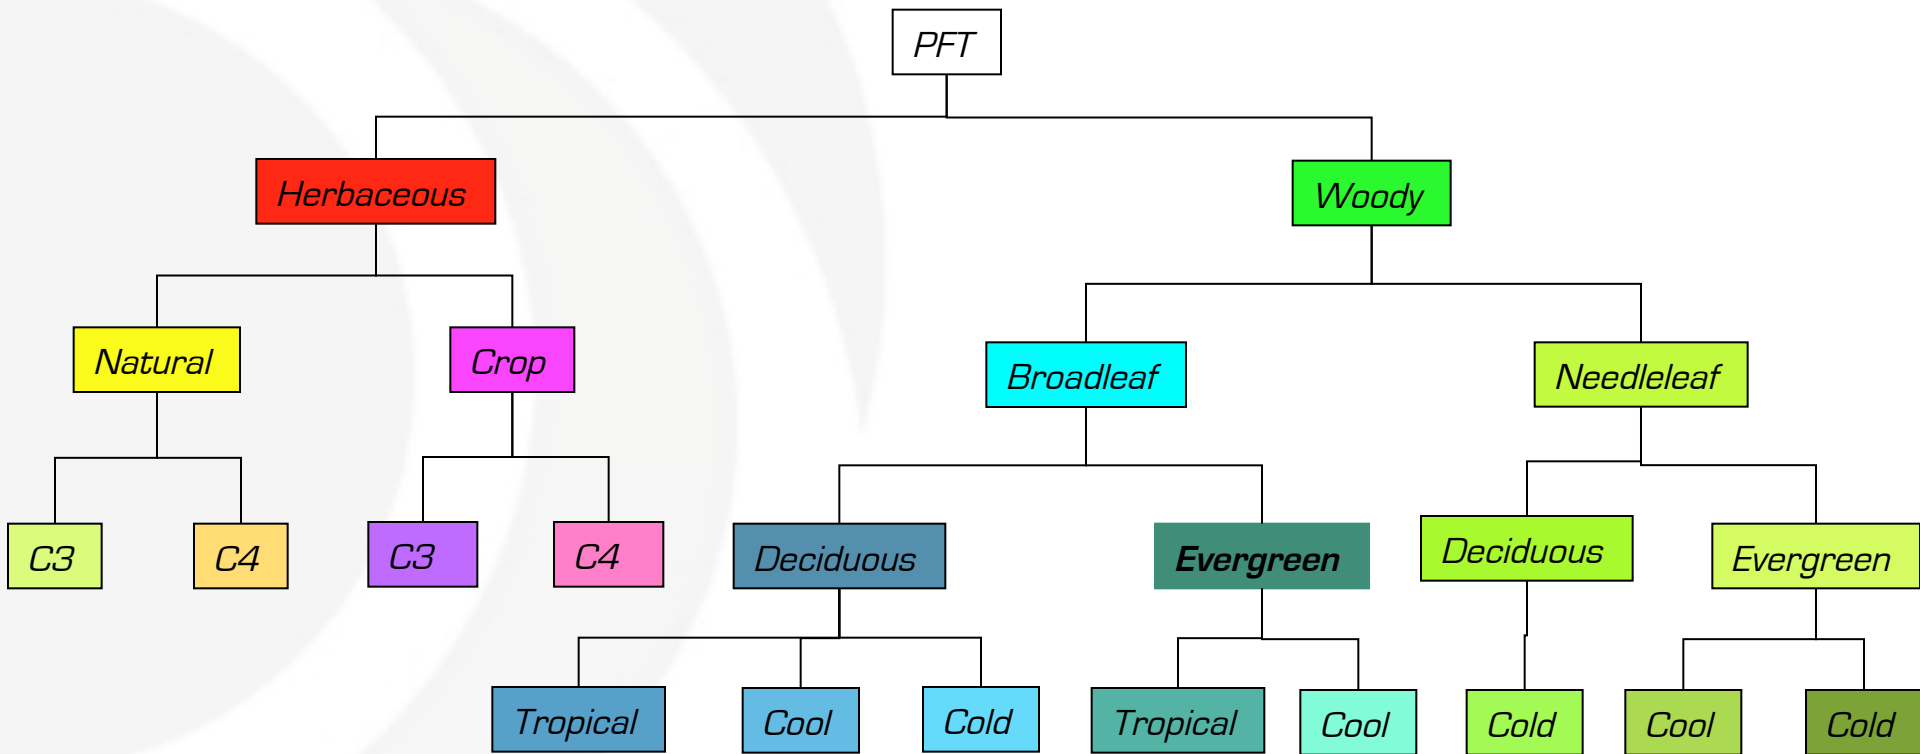 PFT
Herbaceous
Woody
Natural
Crop
Broadleaf
Needleleaf
C3
C4
C3
C4
Deciduous
Evergreen
Deciduous
Evergreen
Tropical
Cool
Cold
Tropical
Cool
Cold
Cool
Cold